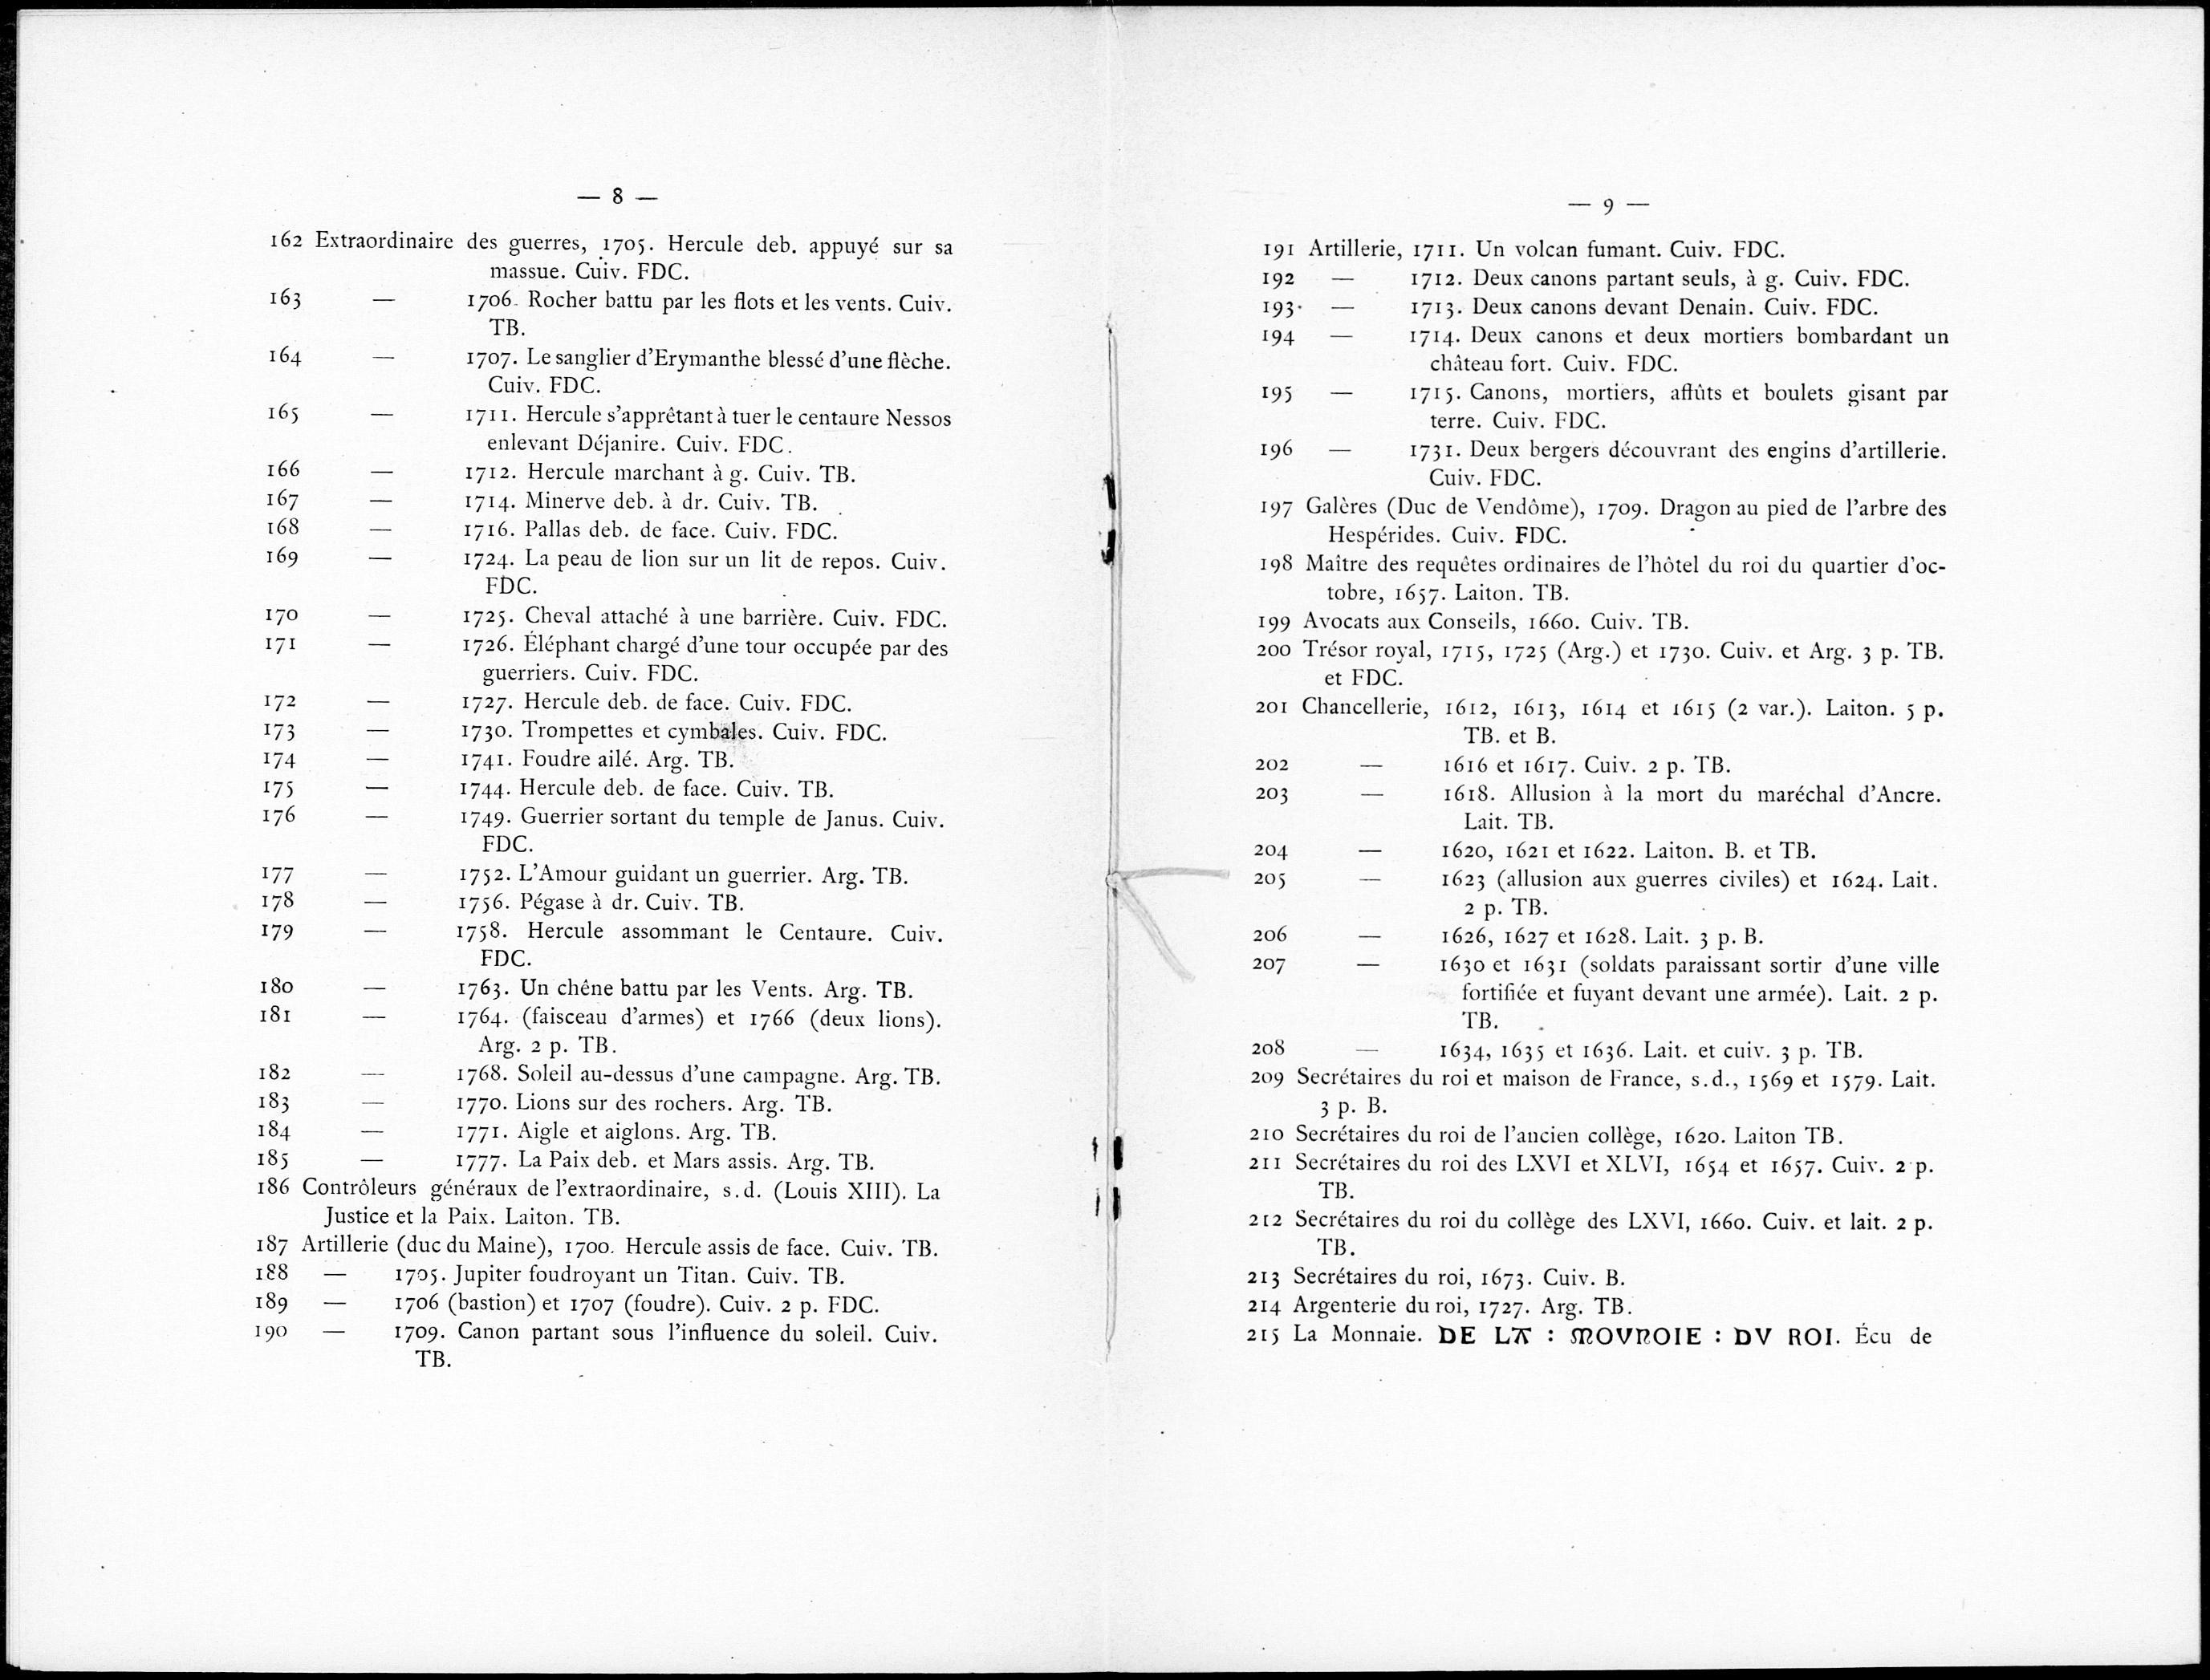 — 8 —
162 Extraordinaire des guerres, 1705. Hercule deb. appuyé sur sa
massue. Cuiv. FDC.
163 — 1706. Rocher battu par les flots et les vents. Cuiv.
TB.
164 — 1707. Le sanglier d'Erymanthe blessé d'une flèche.
Cuiv. FDC.
165 — 1711. Hercule s'apprêtant à tuer le centaure Nessos
enlevant Déjanire. Cuiv. FDC.
166 — 1712. Hercule marchant à g. Cuiv. TB.
167 — 1714. Minerve deb. à dr. Cuiv. TB.
168 — 1716. Pallas deb. de face. Cuiv. FDC.
169 — 1724. La peau de lion sur un lit de repos. Cuiv.
FDC.
170 — 1725. Cheval attaché à une barrière. Cuiv. FDC.
171 — 1726. Éléphant chargé d'une tour occupée par des
guerriers. Cuiv. FDC.
172 — 1727. Hercule deb. de face. Cuiv. FDC.
173 — 1730. Trompettes et cymbales. Cuiv. FDC.
174 — 1741. Foudre ailé. Arg. TB.
175 — 1744. Hercule deb. de face. Cuiv. TB.
176 — 1749. Guerrier sortant du temple de Janus. Cuiv.
FDC.
177 — 1752. L'Amour guidant un guerrier. Arg. TB.
178 — 1756. Pégase à dr. Cuiv. TB.
179 — 1758. Hercule assommant le Centaure. Cuiv.
FDC.
180 — 1763. Un chêne battu par les Vents. Arg. TB.
181 — 1764. (faisceau d'armes) et 1766 (deux lions).
Arg. 2 p. TB.
182 — 1768. Soleil au-dessus d'une campagne. Arg. TB.
183 — 1770. Lions sur des rochers. Arg. TB.
184 — 1771. Aigle et aiglons. Arg. TB.
185 — 1777. La Paix deb. et Mars assis. Arg. TB.
186 Contrôleurs généraux de l'extraordinaire, s.d. (Louis XIII). La
Justice et la Paix. Laiton. TB.
187 Artillerie (duc du Maine), 1700. Hercule assis de face. Cuiv. TB.
188 — 1705. Jupiter foudroyant un Titan. Cuiv. TB.
189 — 1706 (bastion) et 1707 (foudre). Cuiv. 2 p. FDC.
190 — 1709. Canon partant sous l'influence du soleil. Cuiv.
TB.
— 9 —
191 Artillerie, 1711. Un volcan fumant. Cuiv. FDC.
192 — 1712. Deux canons partant seuls, à g. Cuiv. FDC.
193 — 1713. Deux canons devant Denain. Cuiv. FDC.
194 — 1714. Deux canons et deux mortiers bombardant un
château fort. Cuiv. FDC.
195 — 1715. Canons, mortiers, affûts et boulets gisant par
terre. Cuiv. FDC.
196 — 1731. Deux bergers découvrant des engins d'artillerie.
Cuiv. FDC.
197 Galères (Duc de Vendôme), 1709. Dragon au pied de l'arbre des
Hespérides. Cuiv. FDC.
198 Maître des requêtes ordinaires de l'hôtel du roi du quartier d'oc-
tobre, 1657. Laiton. TB.
199 Avocats aux Conseils, 1660. Cuiv. TB.
200 Trésor royal, 1715, 1725 (Arg.) et 1730. Cuiv. et Arg. 3 p. TB.
et FDC.
201 Chancellerie, 1612, 1613, 1614 et 1615 (2 var.). Laiton. 5 p.
TB. et B.
202 — 1616 et 1617. Cuiv. 2 p. TB.
203 — 1618. Allusion à la mort du maréchal d'Ancre.
Lait. TB.
204 — 1620, 1621 et 1622. Laiton. B. et TB.
205 — 1623 (allusion aux guerres civiles) et 1624. Lait.
2 p. TB.
206 — 1626, 1627 et 1628. Lait. 3 p. B.
207 — 1630 et 1631 (soldats paraissant sortir d'une ville
fortifiée et fuyant devant une armée). Lait. 2 p.
TB.
208 — 1634, 1635 et 1636. Lait. et cuiv. 3 p. TB.
209 Secrétaires du roi et maison de France, s.d., 1569 et 1579. Lait.
3 p. B.
210 Secrétaires du roi de l'ancien collège, 1620. Laiton TB.
211 Secrétaires du roi des LXVI et XLVI, 1654 et 1657. Cuiv. 2 p.
TB.
212 Secrétaires du roi du collège des LXVI, 1660. Cuiv. et lait. 2 p.
TB.
213 Secrétaires du roi, 1673. Cuiv. B.
214 Argenterie du roi, 1727. Arg. TB.
215 La Monnaie. DE LA : MOVNOIE : DV ROI. Écu de